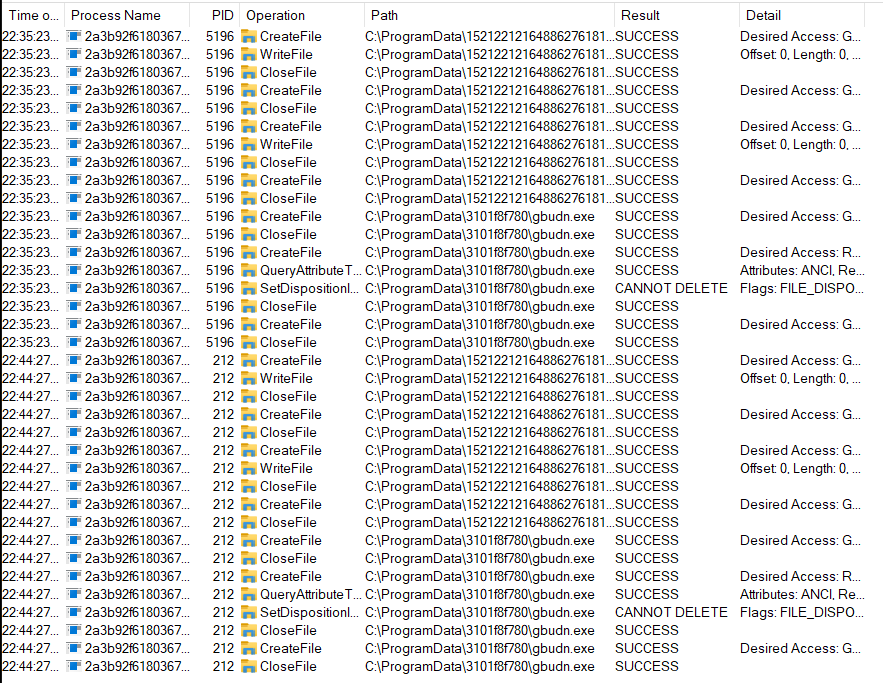 Time o... Process Name PID Operation Path Result Detail
22:35:23... 2a3b92f6180367... 5196 CreateFile C:\ProgramData\15212212164886276181...SUCCESS Desired Access: G...
22:35:23... 2a3b92f6180367... 5196 WriteFile C:\ProgramData\15212212164886276181...SUCCESS Offset: 0, Length: 0, ...
22:35:23... 2a3b92f6180367... 5196 CloseFile C:\ProgramData\15212212164886276181...SUCCESS
22:35:23... 2a3b92f6180367... 5196 CreateFile C:\ProgramData\15212212164886276181...SUCCESS Desired Access: G...
22:35:23... 2a3b92f6180367... 5196 CloseFile C:\ProgramData\15212212164886276181...SUCCESS
22:35:23... 2a3b92f6180367... 5196 CreateFile C:\ProgramData\15212212164886276181...SUCCESS Desired Access: G...
22:35:23... 2a3b92f6180367... 5196 WriteFile C:\ProgramData\15212212164886276181...SUCCESS Offset: 0, Length: 0, ...
22:35:23... 2a3b92f6180367... 5196 CloseFile C:\ProgramData\15212212164886276181...SUCCESS
22:35:23... 2a3b92f6180367... 5196 CreateFile C:\ProgramData\15212212164886276181...SUCCESS Desired Access: G...
22:35:23... 2a3b92f6180367... 5196 CloseFile C:\ProgramData\15212212164886276181...SUCCESS
22:35:23... 2a3b92f6180367... 5196 CreateFile C:\ProgramData\3101f8f780\gbudn.exe SUCCESS Desired Access: G...
22:35:23... 2a3b92f6180367... 5196 CloseFile C:\ProgramData\3101f8f780\gbudn.exe SUCCESS
22:35:23... 2a3b92f6180367... 5196 CreateFile C:\ProgramData\3101f8f780\gbudn.exe SUCCESS Desired Access: R...
22:35:23... 2a3b92f6180367... 5196 QueryAttributeT... C:\ProgramData\3101f8f780\gbudn.exe SUCCESS Attributes: ANCI, Re...
22:35:23... 2a3b92f6180367... 5196 SetDispositionI... C:\ProgramData\3101f8f780\gbudn.exe CANNOT DELETE Flags: FILE_DISPO...
22:35:23... 2a3b92f6180367... 5196 CloseFile C:\ProgramData\3101f8f780\gbudn.exe SUCCESS
22:35:23... 2a3b92f6180367... 5196 CreateFile C:\ProgramData\3101f8f780\gbudn.exe SUCCESS Desired Access: G...
22:35:23... 2a3b92f6180367... 5196 CloseFile C:\ProgramData\3101f8f780\gbudn.exe SUCCESS
22:44:27... 2a3b92f6180367... 212 CreateFile C:\ProgramData\15212212164886276181...SUCCESS Desired Access: G...
22:44:27... 2a3b92f6180367... 212 WriteFile C:\ProgramData\15212212164886276181...SUCCESS Offset: 0, Length: 0, ...
22:44:27... 2a3b92f6180367... 212 CloseFile C:\ProgramData\15212212164886276181...SUCCESS
22:44:27... 2a3b92f6180367... 212 CreateFile C:\ProgramData\15212212164886276181...SUCCESS Desired Access: G...
22:44:27... 2a3b92f6180367... 212 CloseFile C:\ProgramData\15212212164886276181...SUCCESS
22:44:27... 2a3b92f6180367... 212 CreateFile C:\ProgramData\15212212164886276181...SUCCESS Desired Access: G...
22:44:27... 2a3b92f6180367... 212 WriteFile C:\ProgramData\15212212164886276181...SUCCESS Offset: 0, Length: 0, ...
22:44:27... 2a3b92f6180367... 212 CloseFile C:\ProgramData\15212212164886276181...SUCCESS
22:44:27... 2a3b92f6180367... 212 CreateFile C:\ProgramData\15212212164886276181...SUCCESS Desired Access: G...
22:44:27... 2a3b92f6180367... 212 CloseFile C:\ProgramData\15212212164886276181...SUCCESS
22:44:27... 2a3b92f6180367... 212 CreateFile C:\ProgramData\3101f8f780\gbudn.exe SUCCESS Desired Access: G...
22:44:27... 2a3b92f6180367... 212 CloseFile C:\ProgramData\3101f8f780\gbudn.exe SUCCESS
22:44:27... 2a3b92f6180367... 212 CreateFile C:\ProgramData\3101f8f780\gbudn.exe SUCCESS Desired Access: R...
22:44:27... 2a3b92f6180367... 212 QueryAttributeT... C:\ProgramData\3101f8f780\gbudn.exe SUCCESS Attributes: ANCI, Re...
22:44:27... 2a3b92f6180367... 212 SetDispositionI... C:\ProgramData\3101f8f780\gbudn.exe CANNOT DELETE Flags: FILE_DISPO...
22:44:27... 2a3b92f6180367... 212 CloseFile C:\ProgramData\3101f8f780\gbudn.exe SUCCESS
22:44:27... 2a3b92f6180367... 212 CreateFile C:\ProgramData\3101f8f780\gbudn.exe SUCCESS Desired Access: G...
22:44:27... 2a3b92f6180367... 212 CloseFile C:\ProgramData\3101f8f780\gbudn.exe SUCCESS